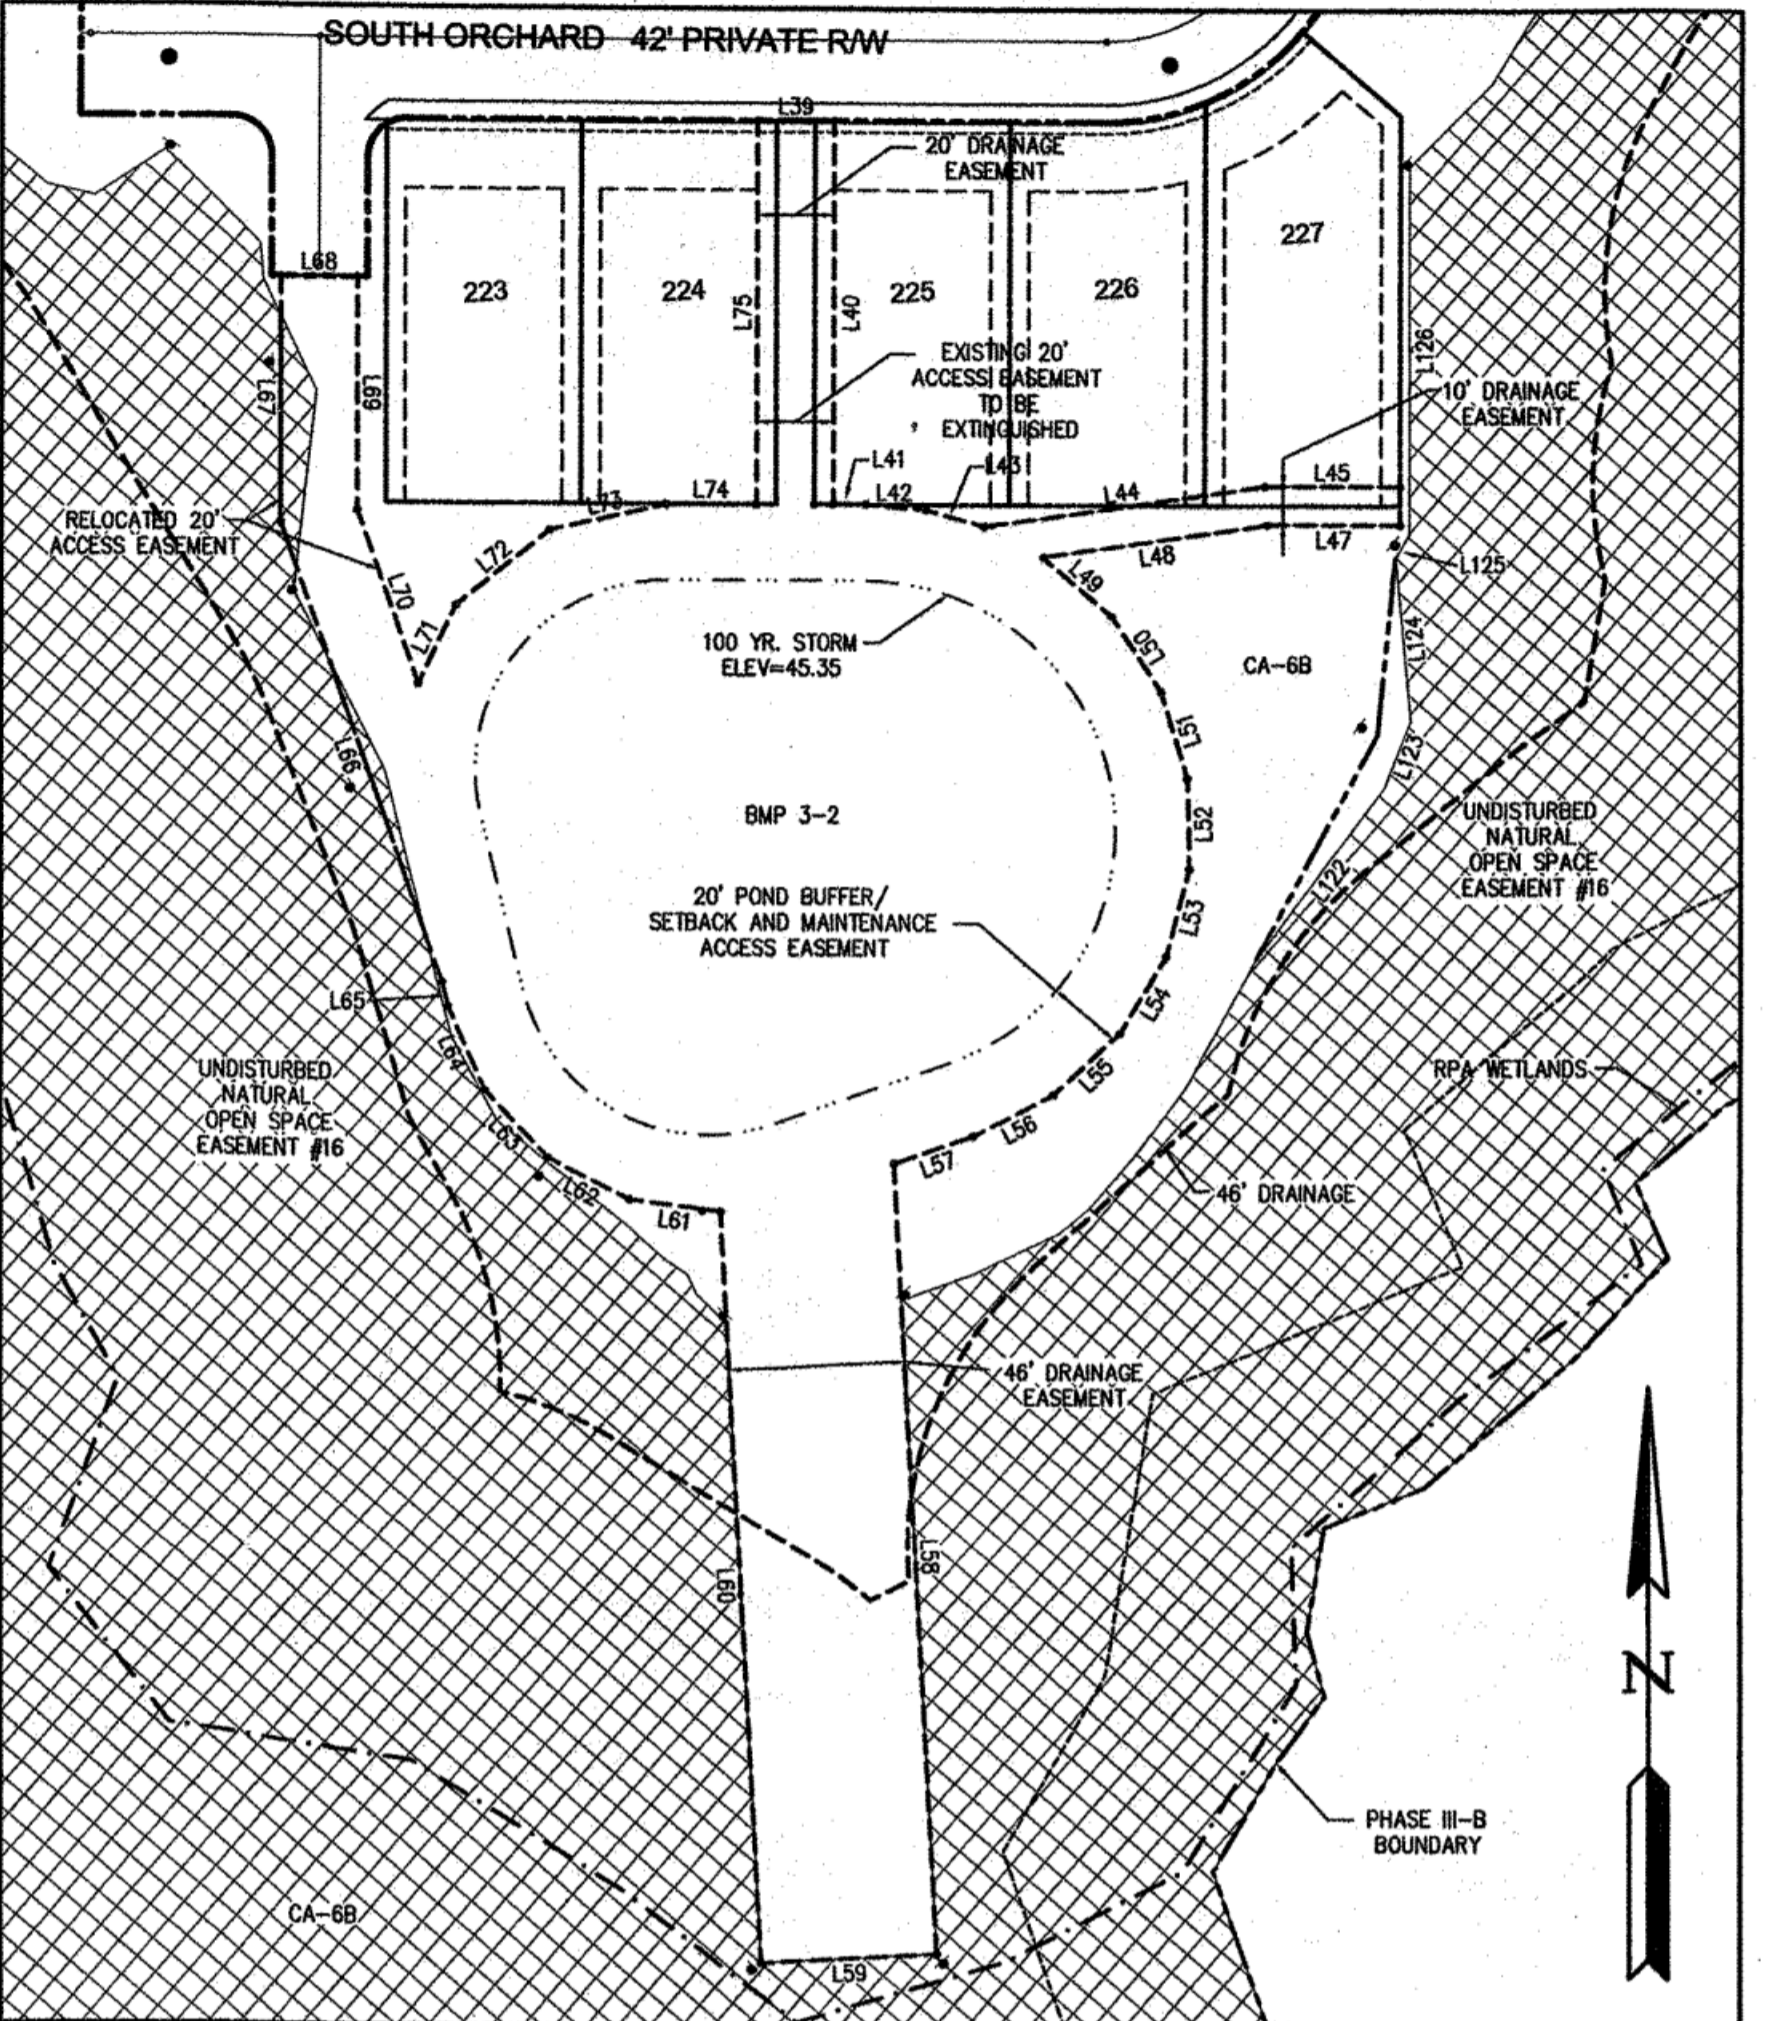 SOUTH ORCHARD 42' PRIVATE R/W
L39
20' DRAINAGE
EASEMENT
227
L68
223
224
L75
L40
225
226
EXISTING 20'
ACCESS EASEMENT
TO BE
EXTINGUISHED
L126
10' DRAINAGE
EASEMENT
L67
L69
L41
L43
L45
L73
L74
L42
L44
RELOCATED 20'
ACCESS EASEMENT
L72
L48
L47
L125
L70
L49
L71
L50
100 YR. STORM
ELEV=45.35
CA-6B
L124
L51
L66
L123
BMP 3-2
L52
UNDISTURBED
NATURAL
OPEN SPACE
EASEMENT #16
L122
20' POND BUFFER/
SETBACK AND MAINTENANCE
ACCESS EASEMENT
L53
L65
L54
L64
UNDISTURBED
NATURAL
OPEN SPACE
EASEMENT #16
L55
RPA WETLANDS
L63
L56
L57
L62
L61
46' DRAINAGE
46' DRAINAGE
EASEMENT
L58
L60
N
PHASE III-B
BOUNDARY
CA-6B
L59